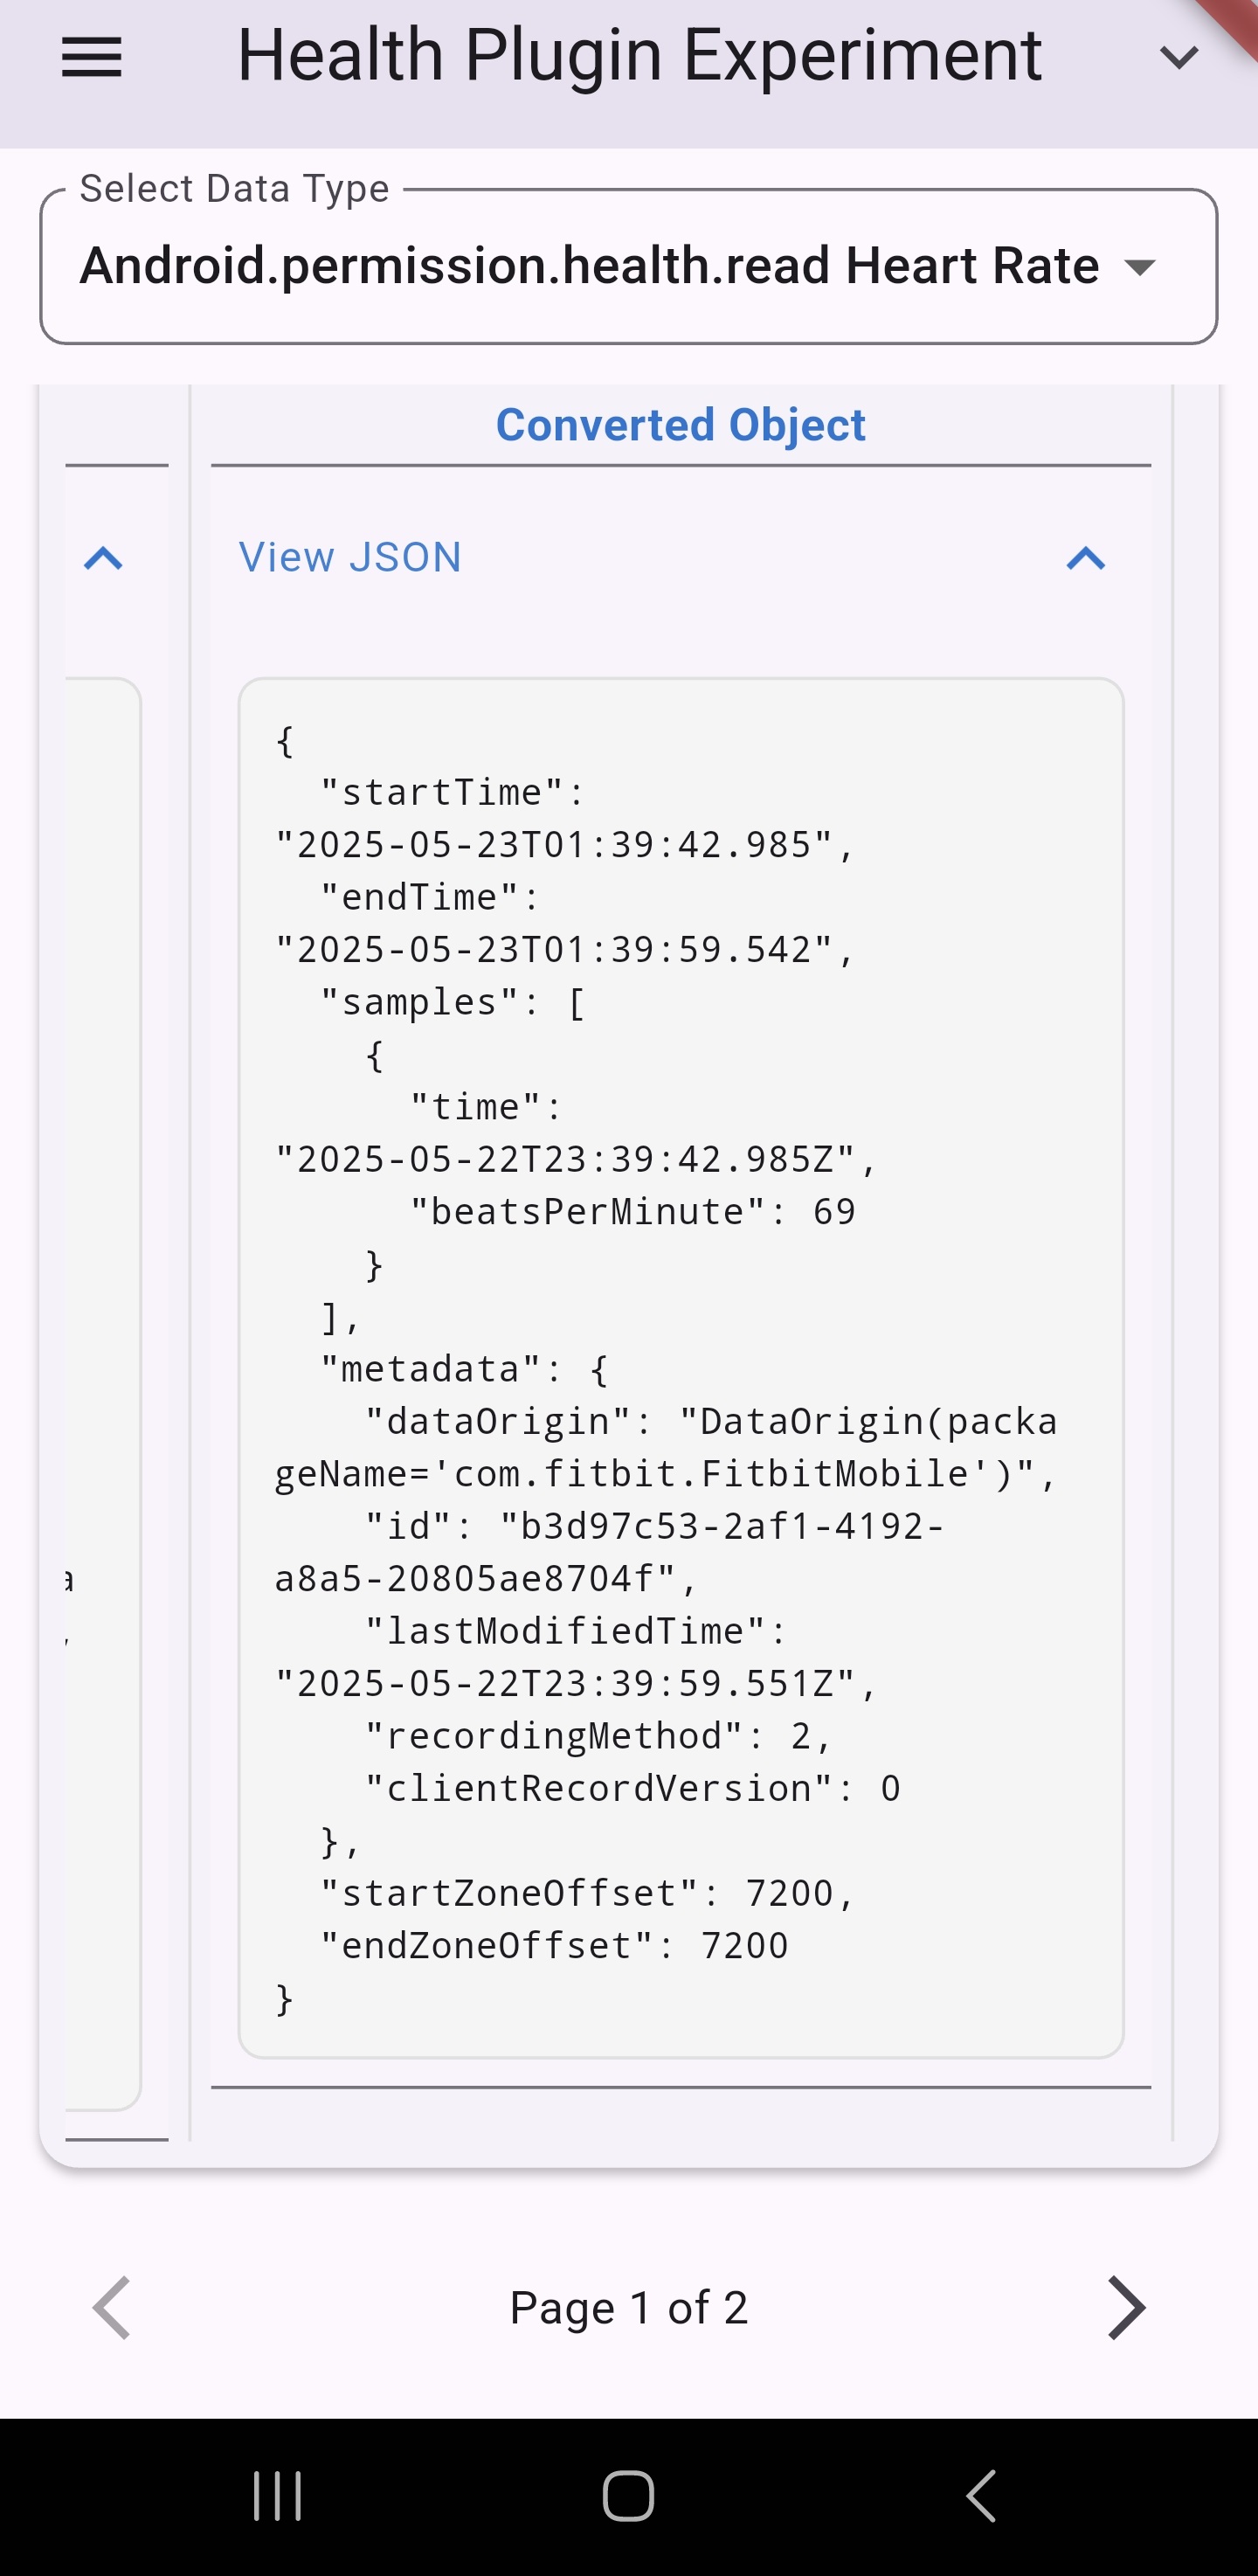 Health Plugin Experiment
Select Data Type
Android.permission.health.read Heart Rate
Converted Object
View JSON
{
  "startTime":
"2025-05-23T01:39:42.985",
  "endTime":
"2025-05-23T01:39:59.542",
  "samples": [
    {
      "time":
"2025-05-22T23:39:42.985Z",
      "beatsPerMinute": 69
    }
  ],
  "metadata": {
    "dataOrigin": "DataOrigin(packa
geName='com.fitbit.FitbitMobile')",
    "id": "b3d97c53-2af1-4192-
a8a5-20805ae8704f",
a
    "lastModifiedTime":
,
"2025-05-22T23:39:59.551Z",
    "recordingMethod": 2,
    "clientRecordVersion": 0
  },
  "startZoneOffset": 7200,
  "endZoneOffset": 7200
}
Page 1 of 2